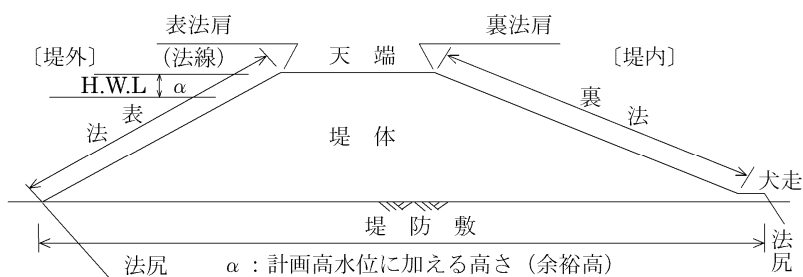 表法肩
裏法肩
〔堤外〕
(法線)
天端
〔堤内〕
H.W.L α
表法
裏法
堤体
犬走
堤防敷
法尻
法尻
α:計画高水位に加える高さ(余裕高)